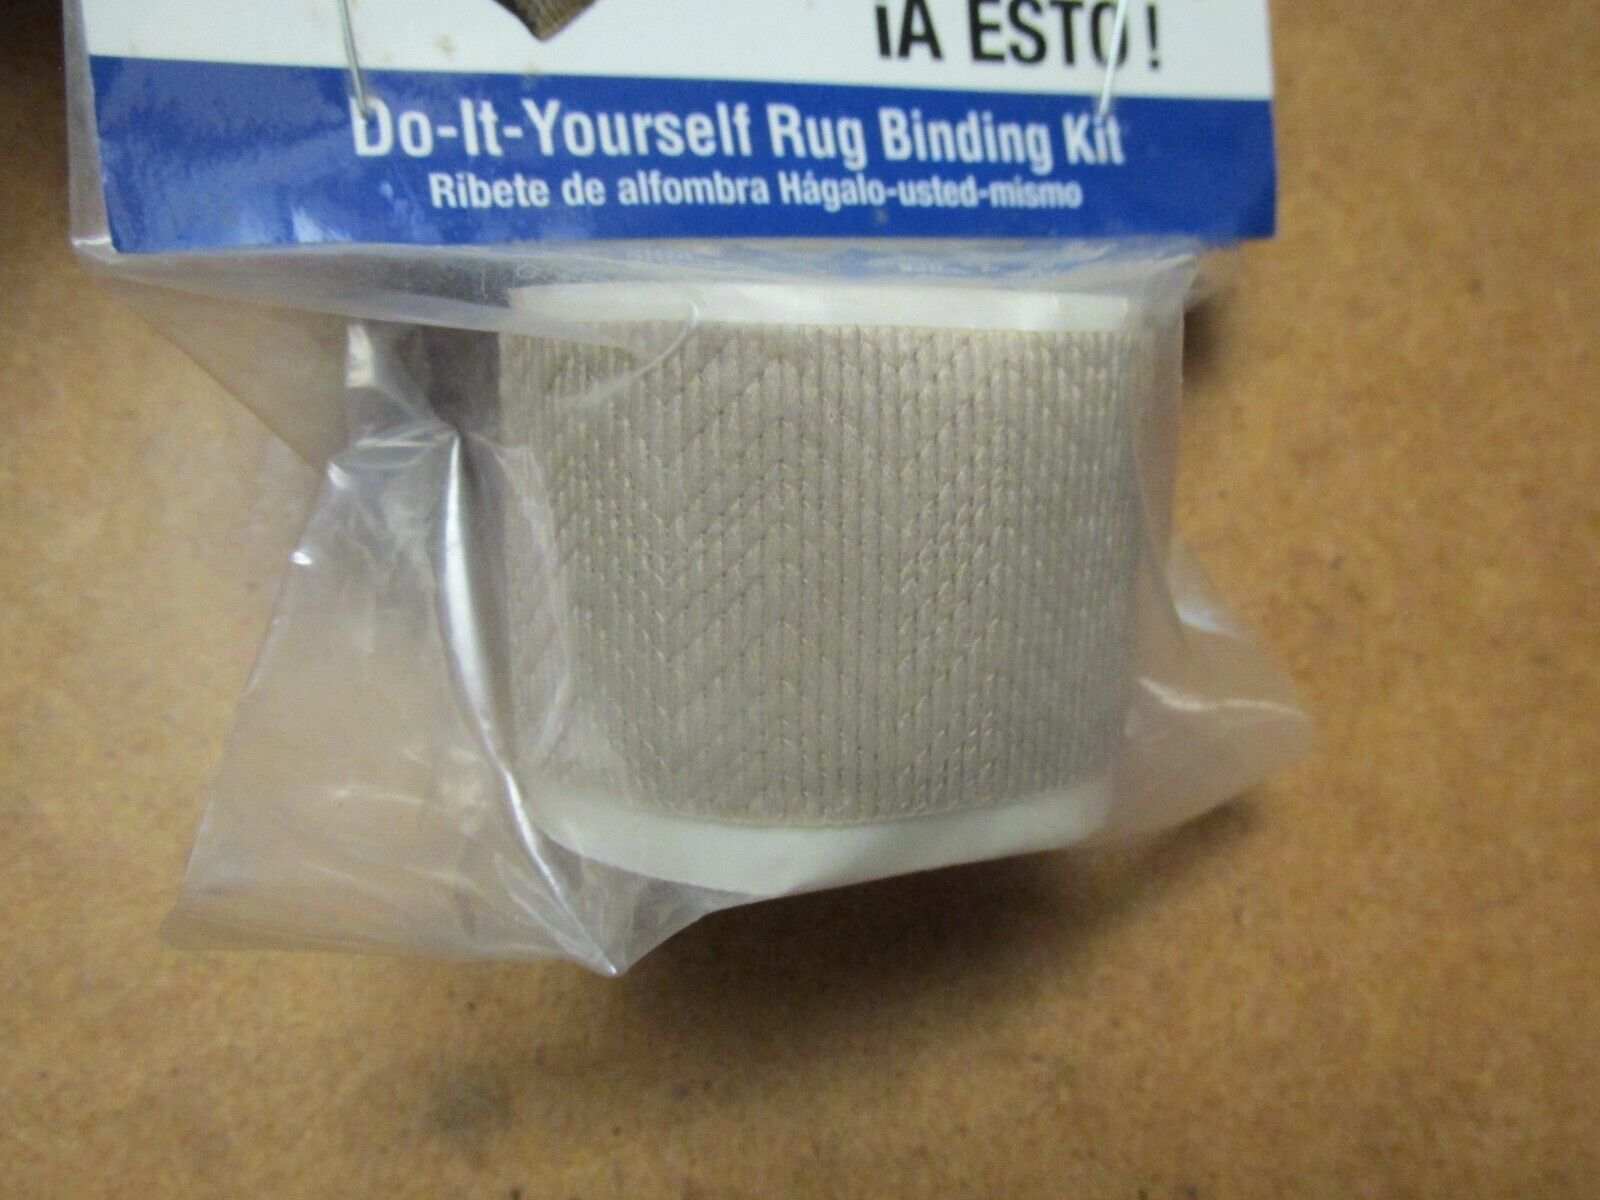 ¡A ESTO!
Do-It-Yourself Rug Binding Kit
Ribete de alfombra Hágalo-usted-mismo